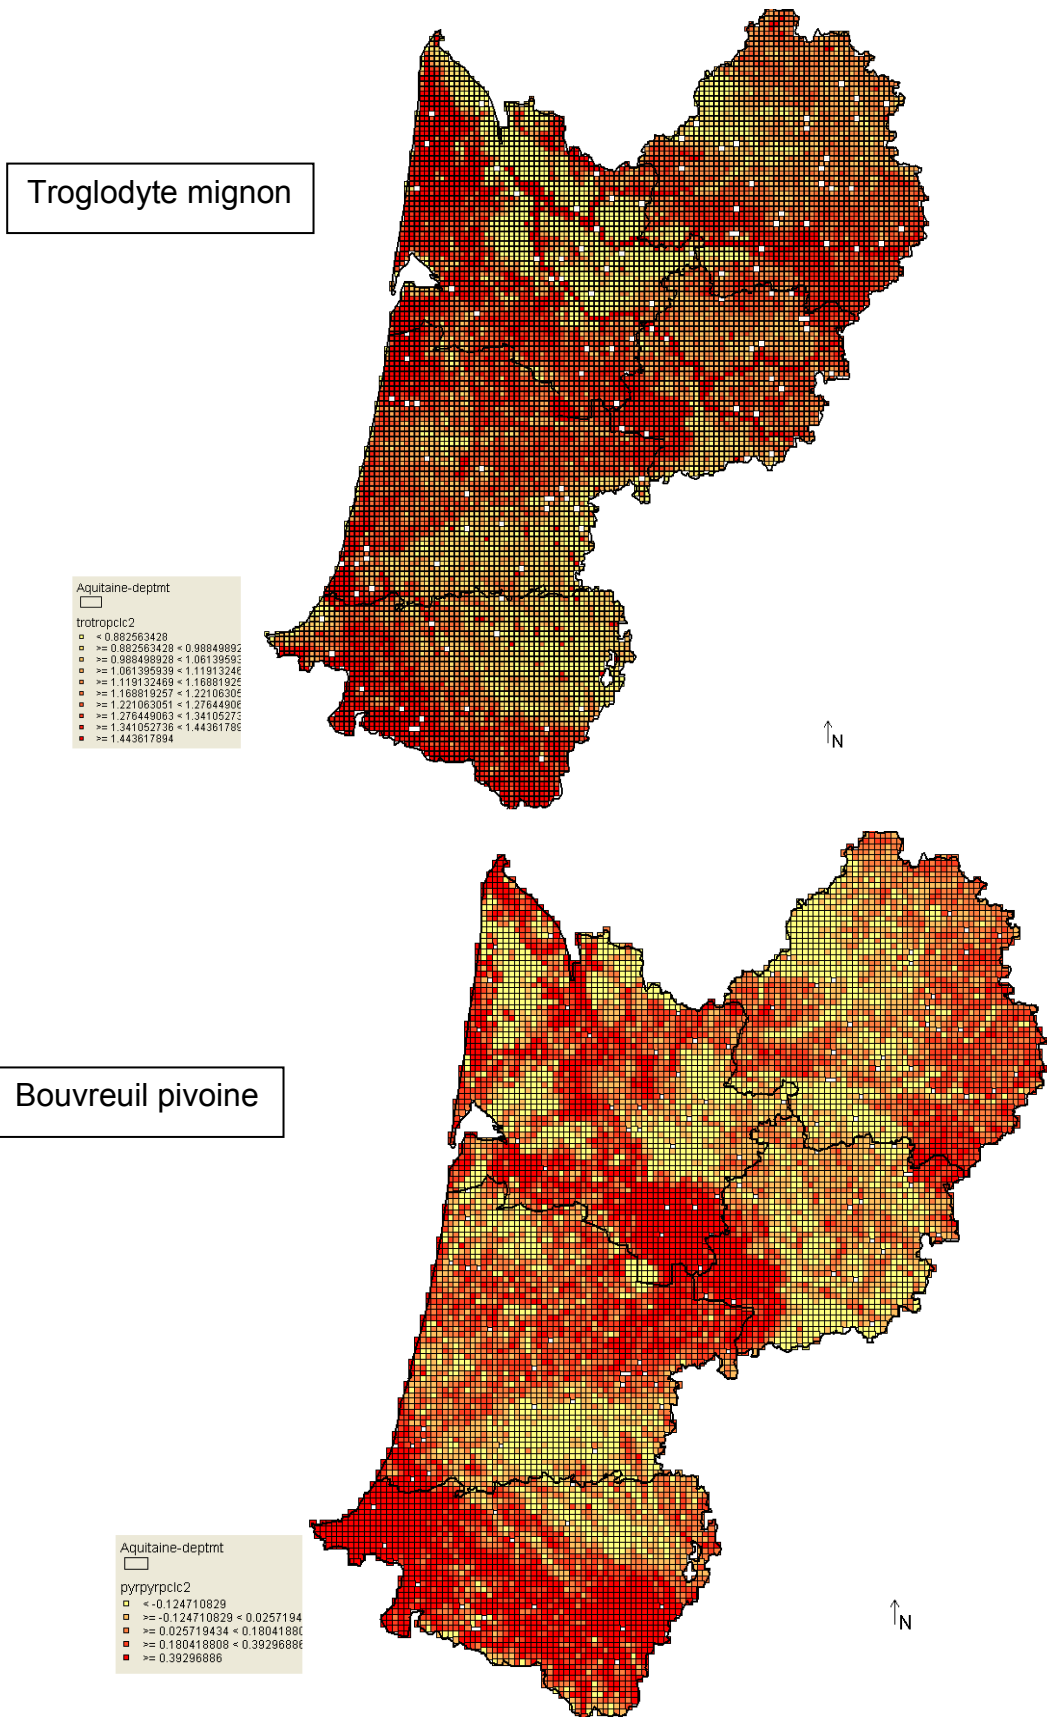 Troglodyte mignon
Aquitaine-deptmt
trotropclc2
< 0.882563428
>= 0.882563428 < 0.98849892
>= 0.988498928 < 1.06139593
>= 1.061395939 < 1.11913246
>= 1.119132469 < 1.16881925
>= 1.168819257 < 1.22106305
>= 1.221063051 < 1.27644906
>= 1.276449063 < 1.34105273
>= 1.341052736 < 1.44361789
>= 1.443617894
N
Bouvreuil pivoine
Aquitaine-deptmt
pyrpyrpclc2
< -0.124710829
>= -0.124710829 < 0.0257194
>= 0.025719434 < 0.18041880
>= 0.180418808 < 0.39296886
>= 0.39296886
N